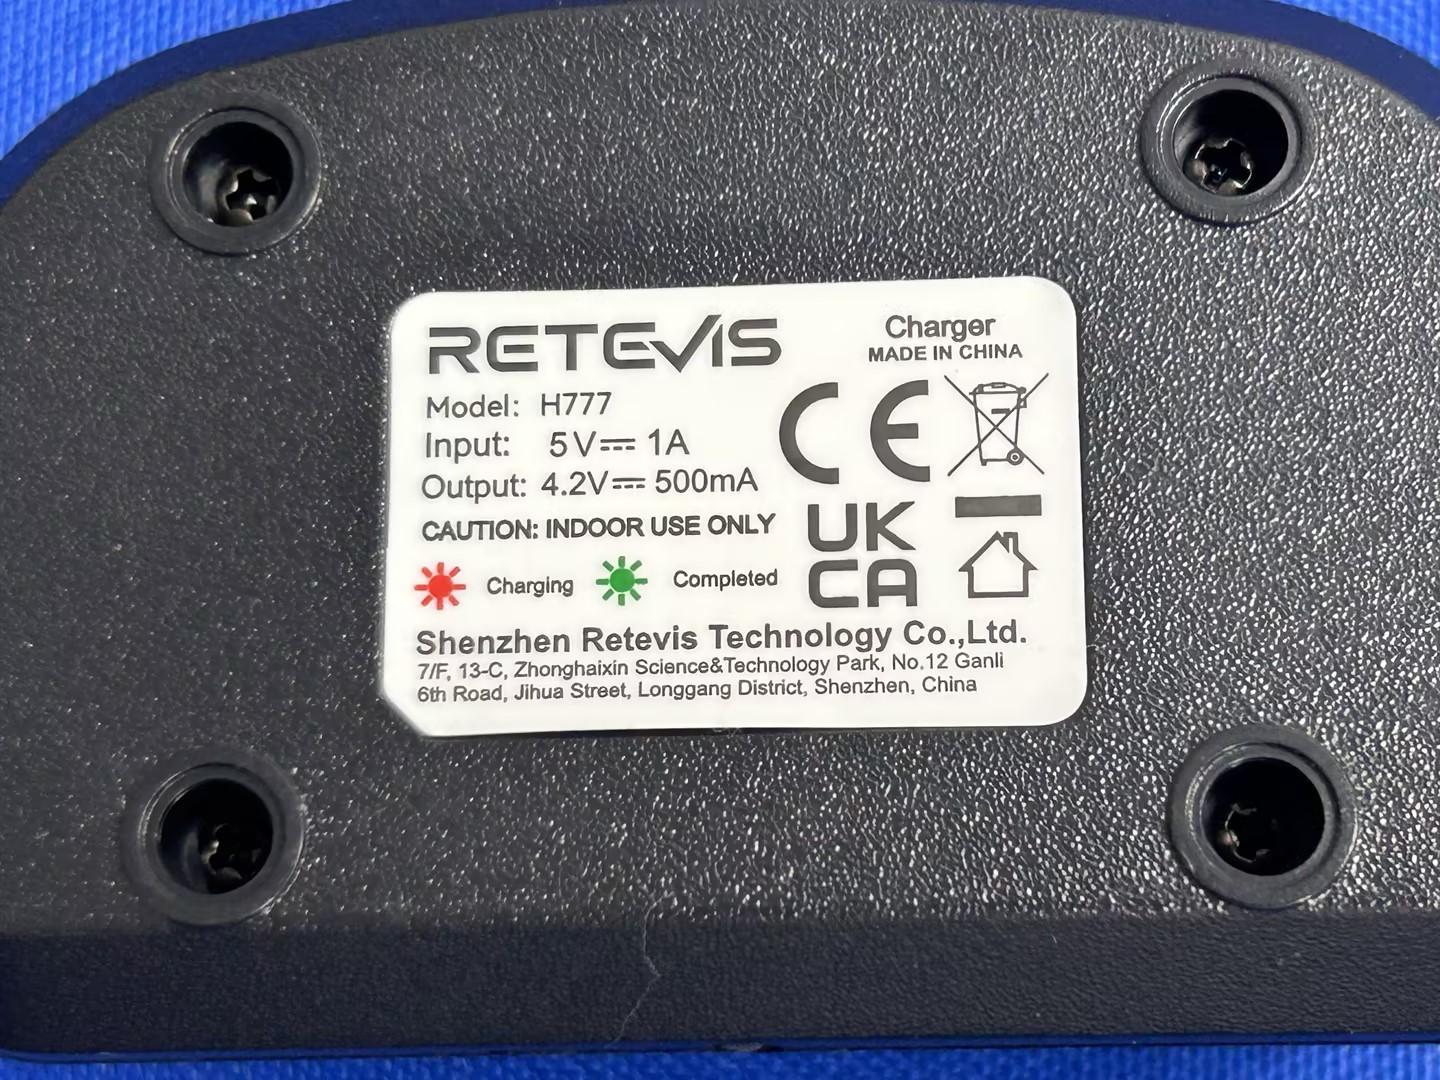 RETEVIS
Charger
MADE IN CHINA
Model: H777
Input: 5V⎓1A
Output: 4.2V⎓500mA
CAUTION: INDOOR USE ONLY
Charging Completed
CE
UK
CA
Shenzhen Retevis Technology Co.,Ltd.
7/F, 13-C, Zhonghaixin Science&Technology Park, No.12 Ganli
6th Road, Jihua Street, Longgang District, Shenzhen, China